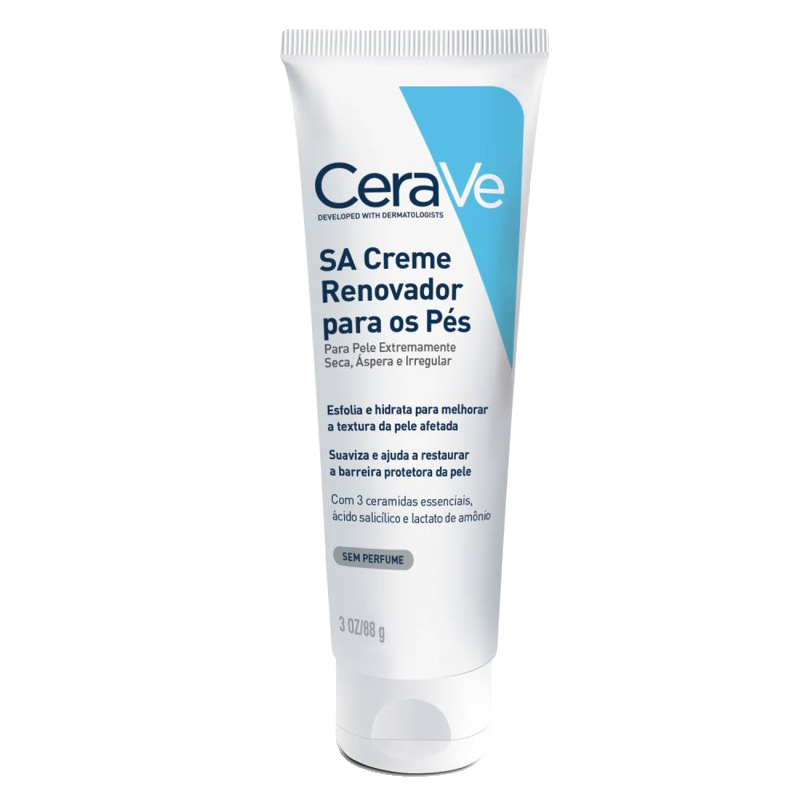 CeraVe
DEVELOPED WITH DERMATOLOGISTS
SA Creme
Renovador
para os Pés
Para Pele Extremamente
Seca, Áspera e Irregular
Esfolia e hidrata para melhorar
a textura da pele afetada
Suaviza e ajuda a restaurar
a barreira protetora da pele
Com 3 ceramidas essenciais,
ácido salicílico e lactato de amônio
SEM PERFUME
3 OZ/88 g